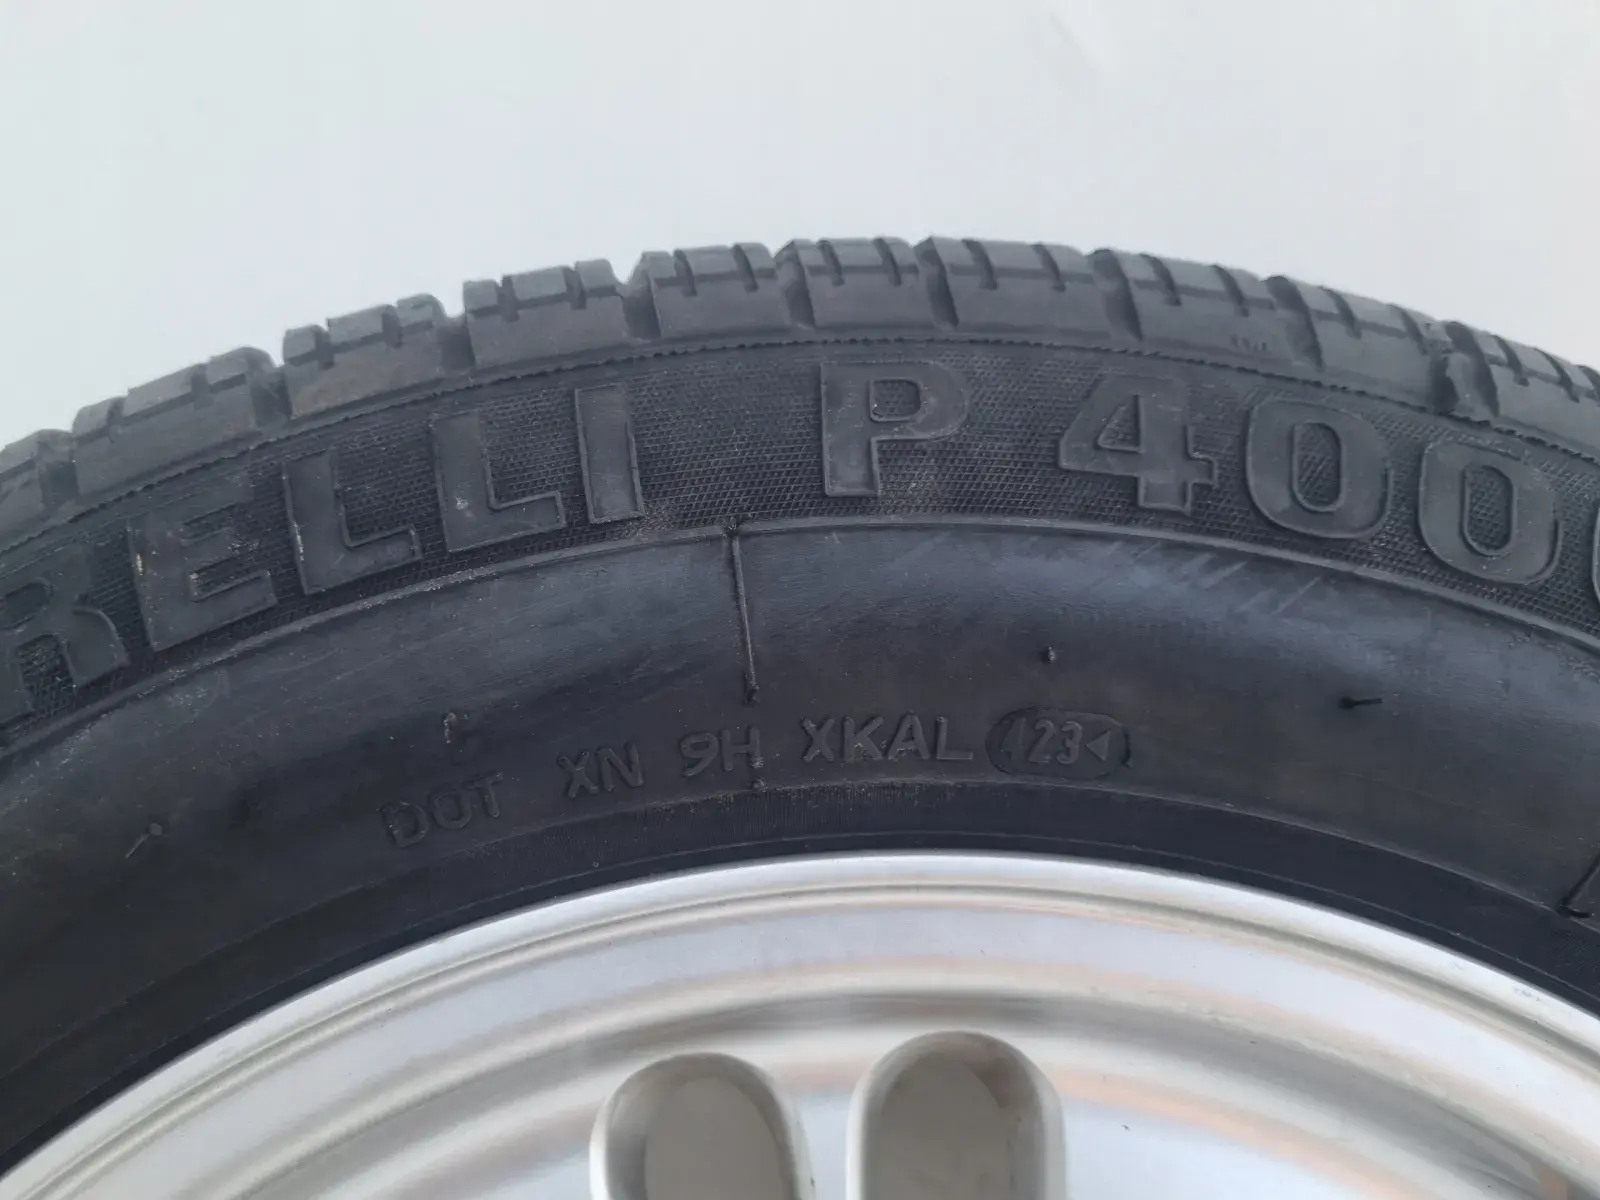 RELLI P 400
DOT XN 9H XKAL 123◄